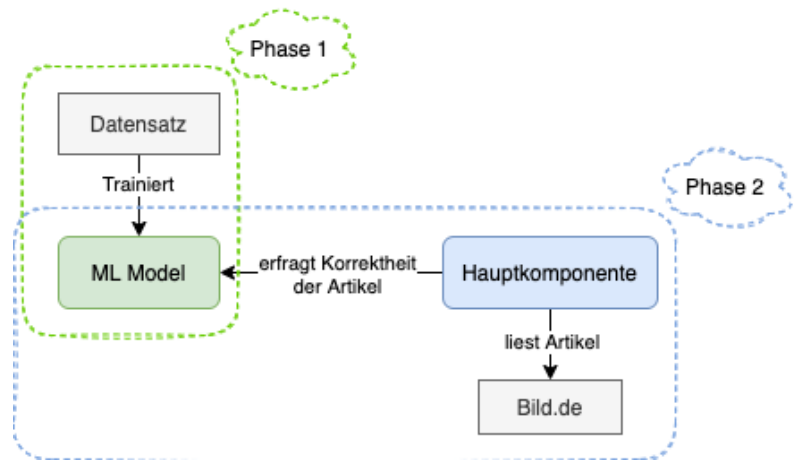 Phase 1
Datensatz
Trainiert
Phase 2
ML Model
erfragt Korrektheit
der Artikel
Hauptkomponente
liest Artikel
Bild.de